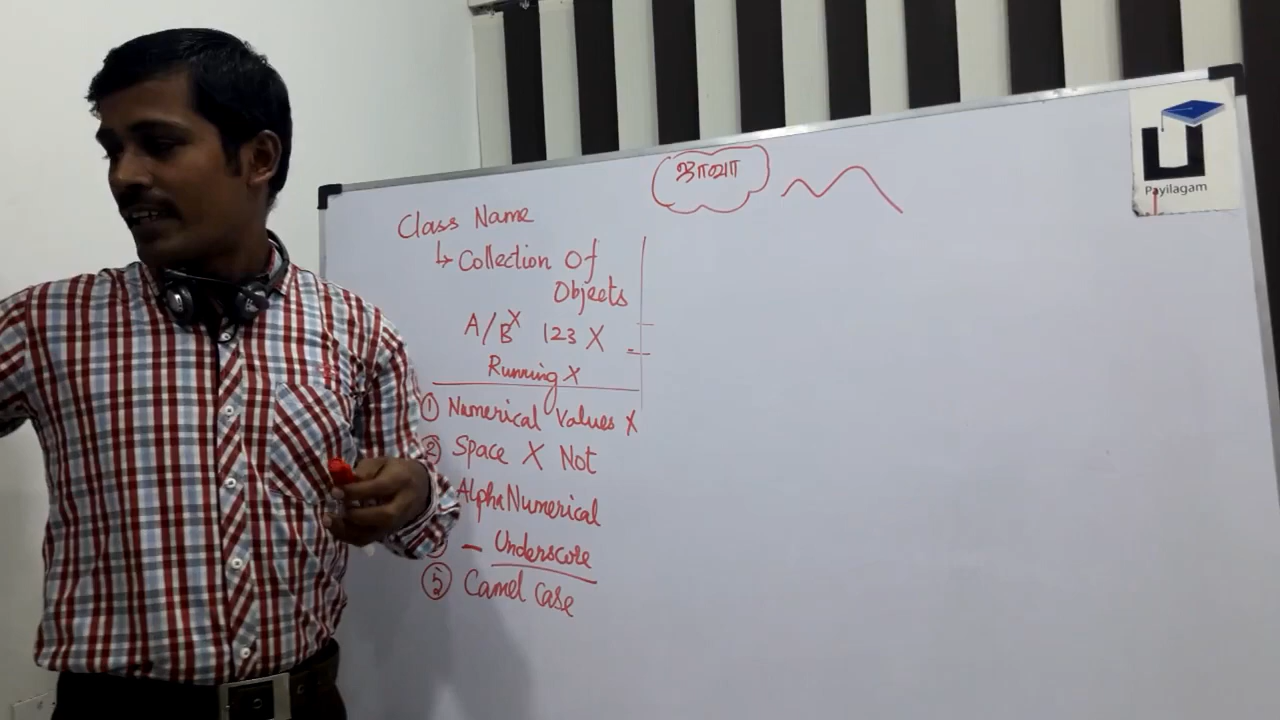 ஜாவா
Payilagam
Class Name
↳ Collection Of
Objects
A/B X 123 X
Running X
① Numerical Values X
② Space X Not
AlphaNumerical
– Underscore
⑤ Camel Case